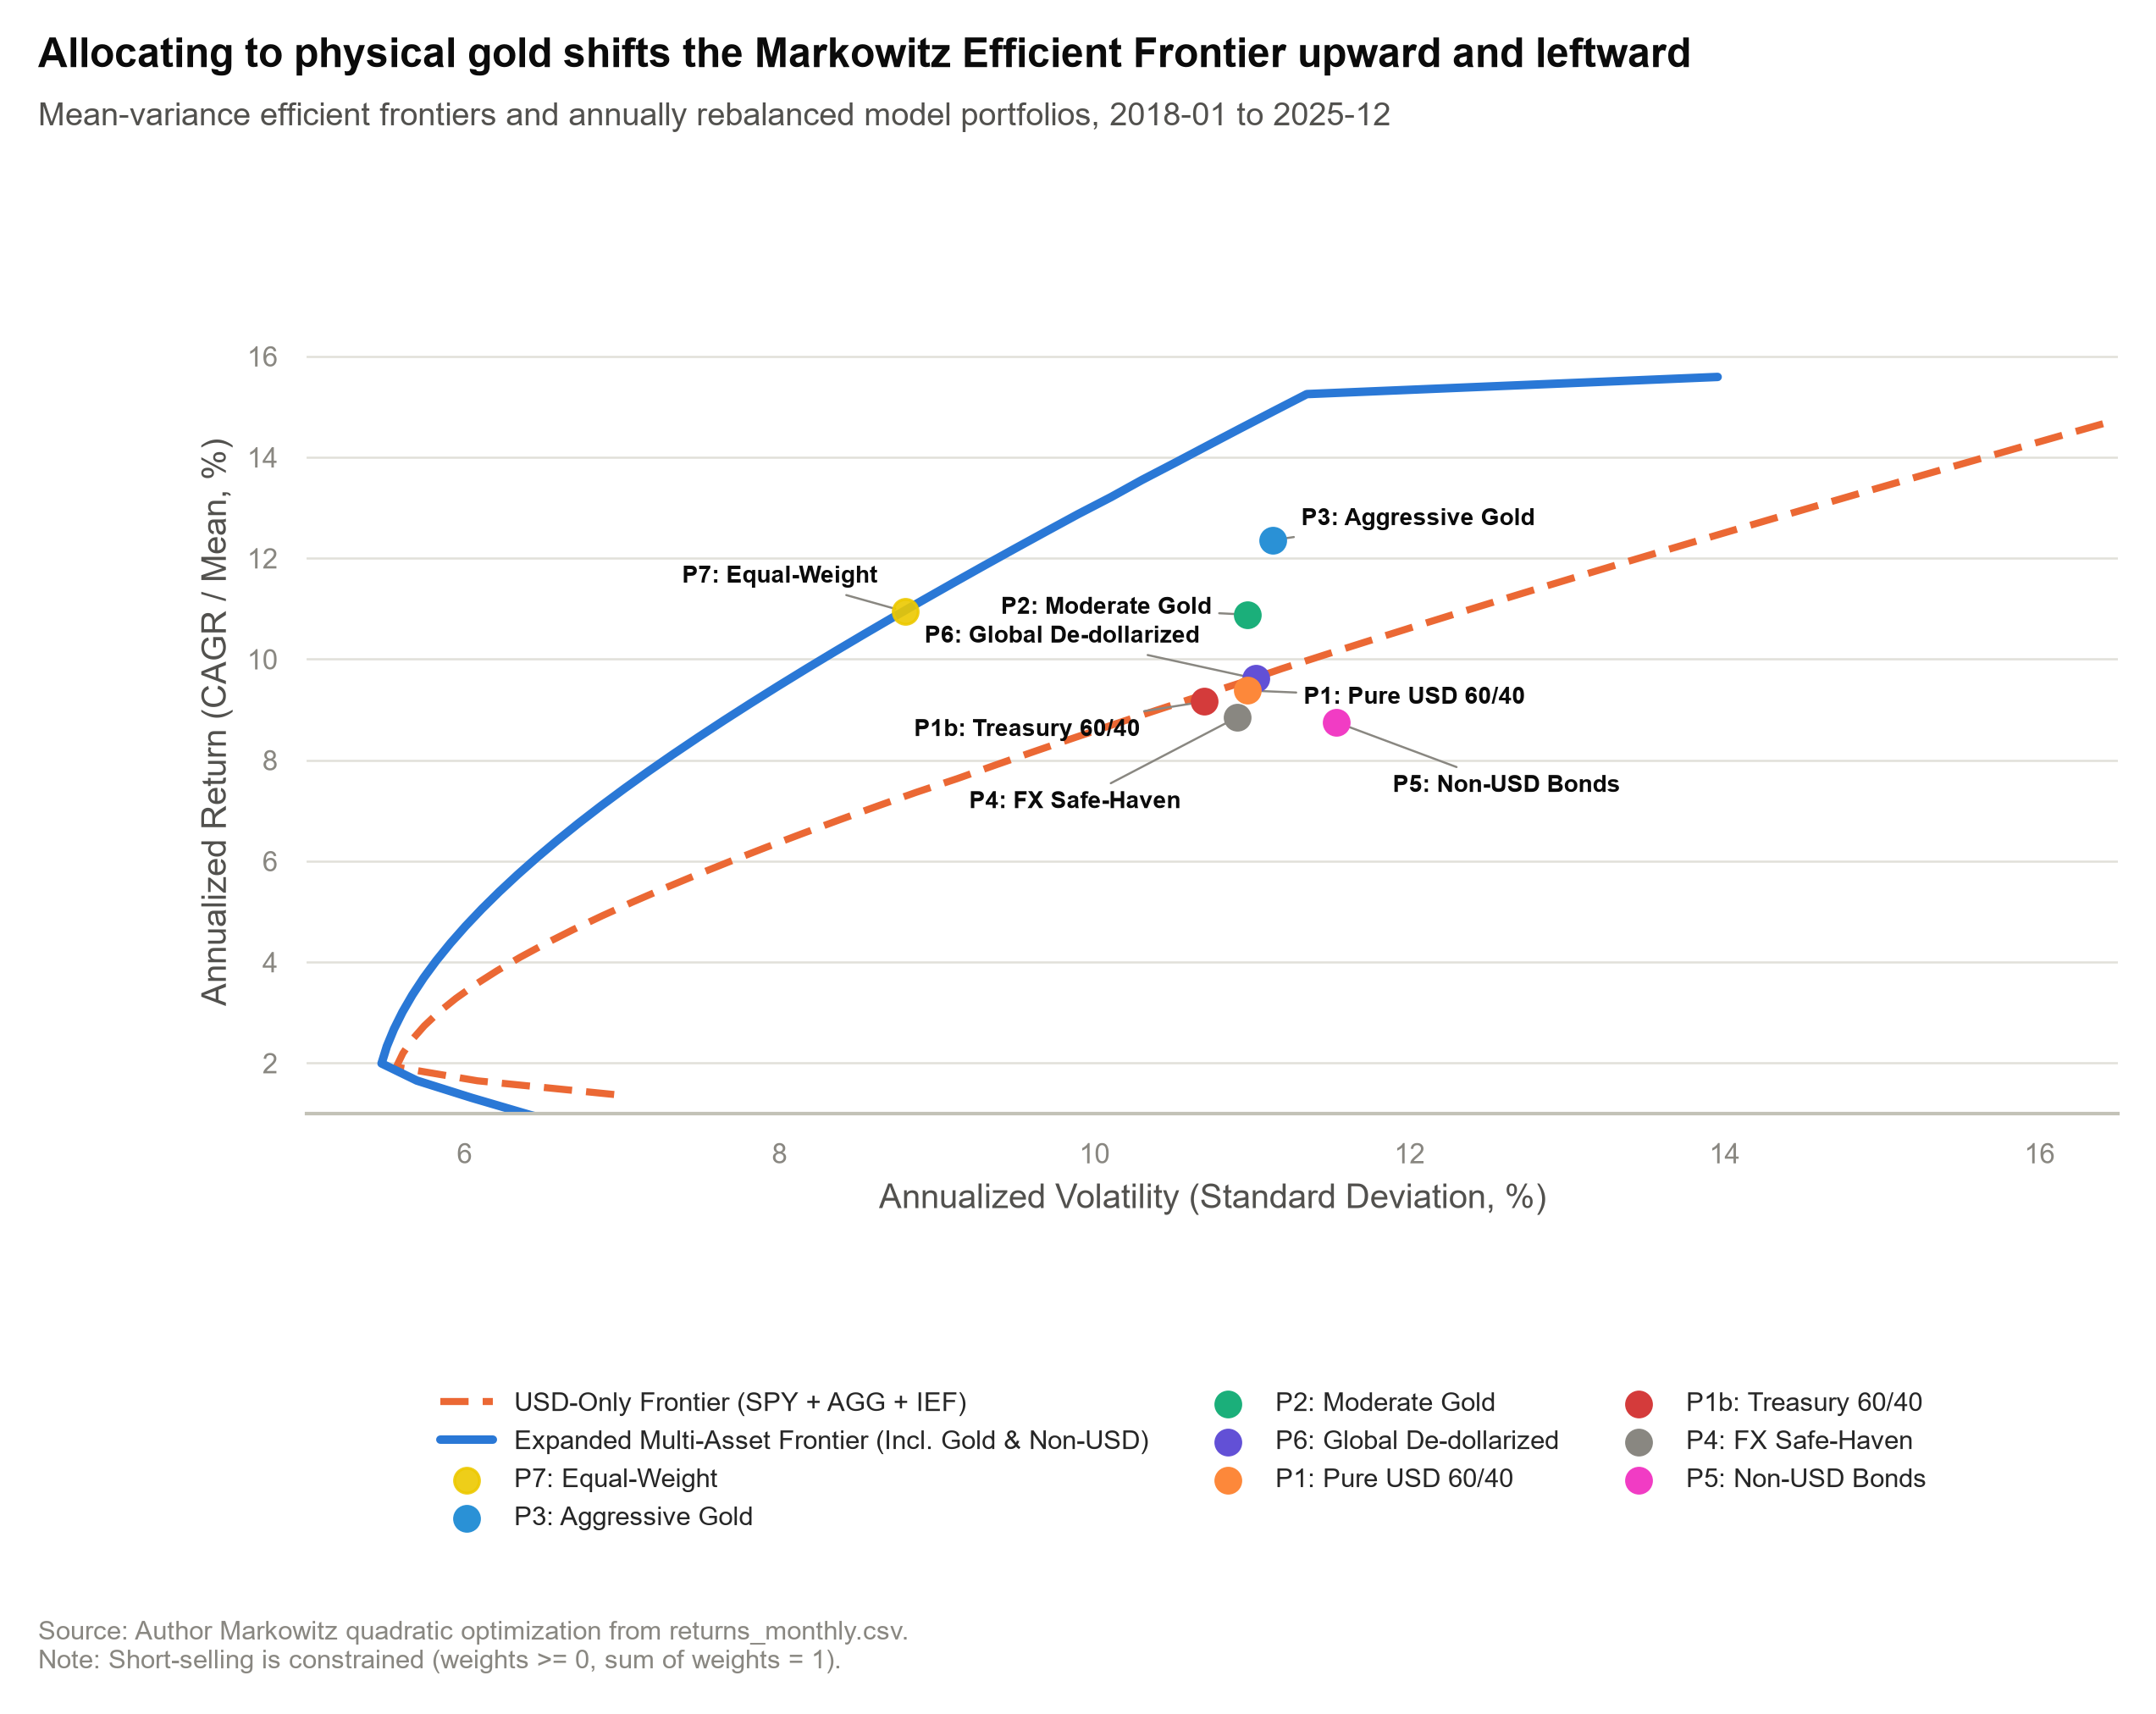 Allocating to physical gold shifts the Markowitz Efficient Frontier upward and leftward
Mean-variance efficient frontiers and annually rebalanced model portfolios, 2018-01 to 2025-12
Annualized Return (CAGR / Mean, %)
16
14
12
10
8
6
4
2
P3: Aggressive Gold
P7: Equal-Weight
P2: Moderate Gold
P6: Global De-dollarized
P1: Pure USD 60/40
P1b: Treasury 60/40
P5: Non-USD Bonds
P4: FX Safe-Haven
6
8
10
12
14
16
Annualized Volatility (Standard Deviation, %)
USD-Only Frontier (SPY + AGG + IEF)
Expanded Multi-Asset Frontier (Incl. Gold & Non-USD)
P7: Equal-Weight
P3: Aggressive Gold
P2: Moderate Gold
P6: Global De-dollarized
P1: Pure USD 60/40
P1b: Treasury 60/40
P4: FX Safe-Haven
P5: Non-USD Bonds
Source: Author Markowitz quadratic optimization from returns_monthly.csv.
Note: Short-selling is constrained (weights >= 0, sum of weights = 1).